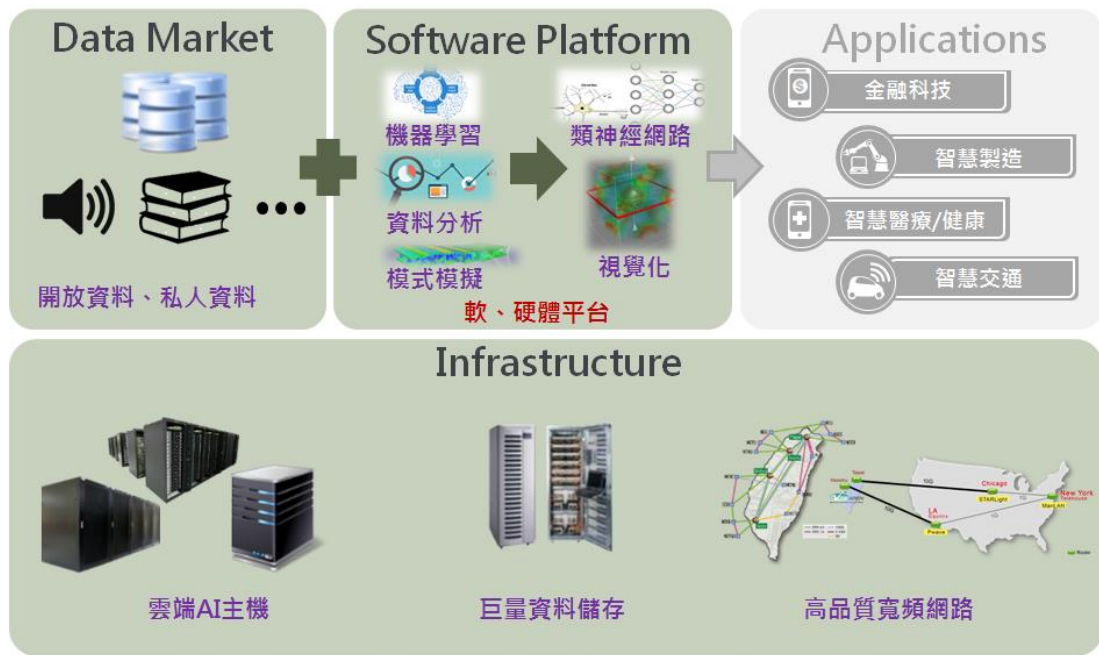 Data Market
開放資料、私人資料
Software Platform
機器學習
類神經網路
資料分析
模式模擬
視覺化
軟、硬體平台
Applications
金融科技
智慧製造
智慧醫療/健康
智慧交通
Infrastructure
雲端AI主機
巨量資料儲存
Taipei
10G
Chicago
STARLight
New York
ManLan
LA
高品質寬頻網路